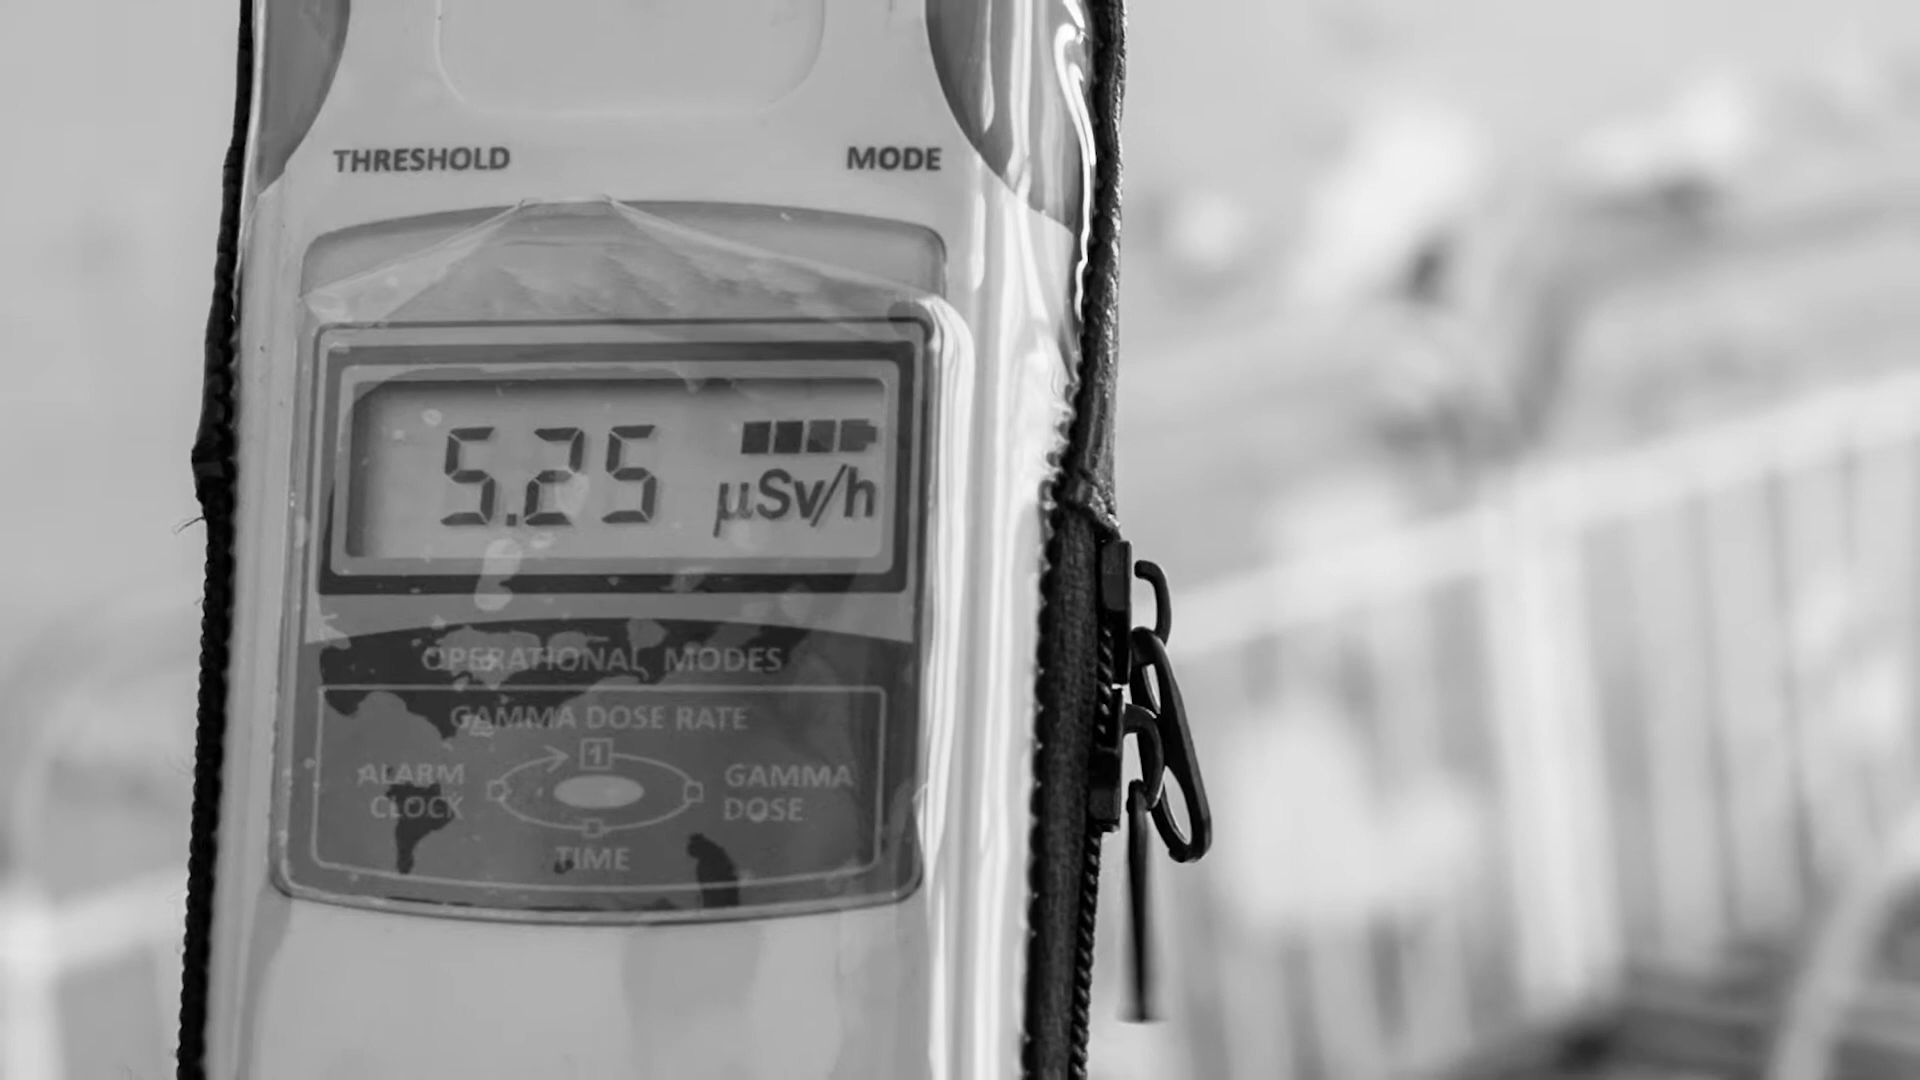 THRESHOLD MODE
5.25 µSv/h
OPERATIONAL MODES
GAMMA DOSE RATE
1
ALARM CLOCK
GAMMA DOSE
TIME